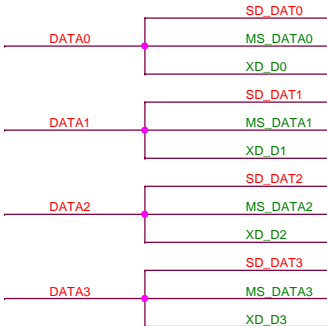 SD_DAT0
DATA0 MS_DATA0
XD_D0
SD_DAT1
DATA1 MS_DATA1
XD_D1
SD_DAT2
DATA2 MS_DATA2
XD_D2
SD_DAT3
DATA3 MS_DATA3
XD_D3